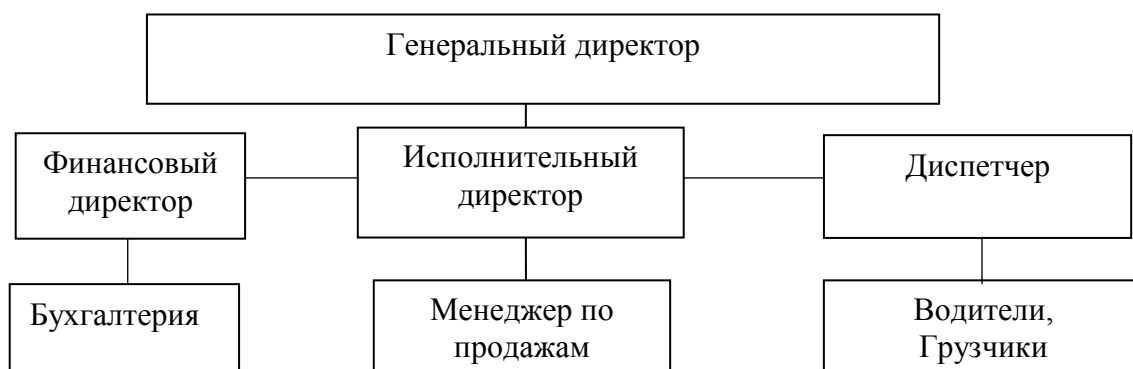 Генеральный директор
Финансовый
директор
Исполнительный
директор
Диспетчер
Бухгалтерия
Менеджер по
продажам
Водители,
Грузчики